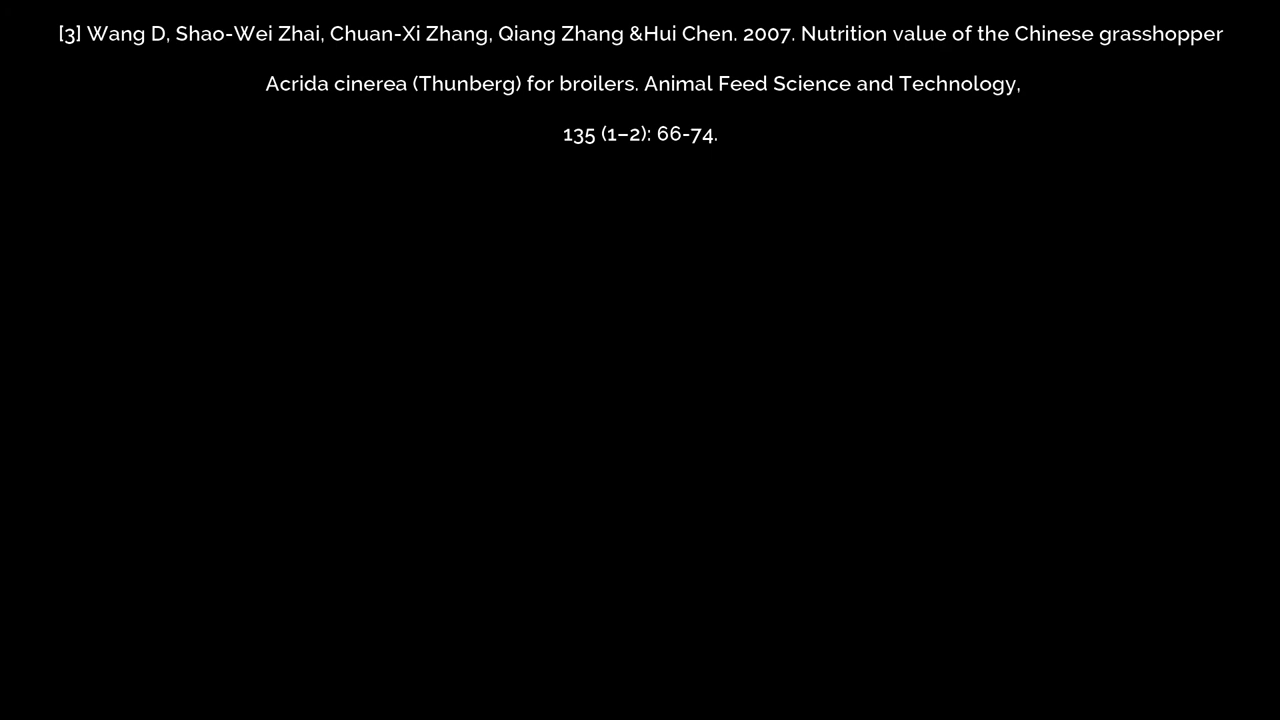 [3] Wang D, Shao-Wei Zhai, Chuan-Xi Zhang, Qiang Zhang &Hui Chen. 2007. Nutrition value of the Chinese grasshopper
Acrida cinerea (Thunberg) for broilers. Animal Feed Science and Technology,
135 (1–2): 66-74.